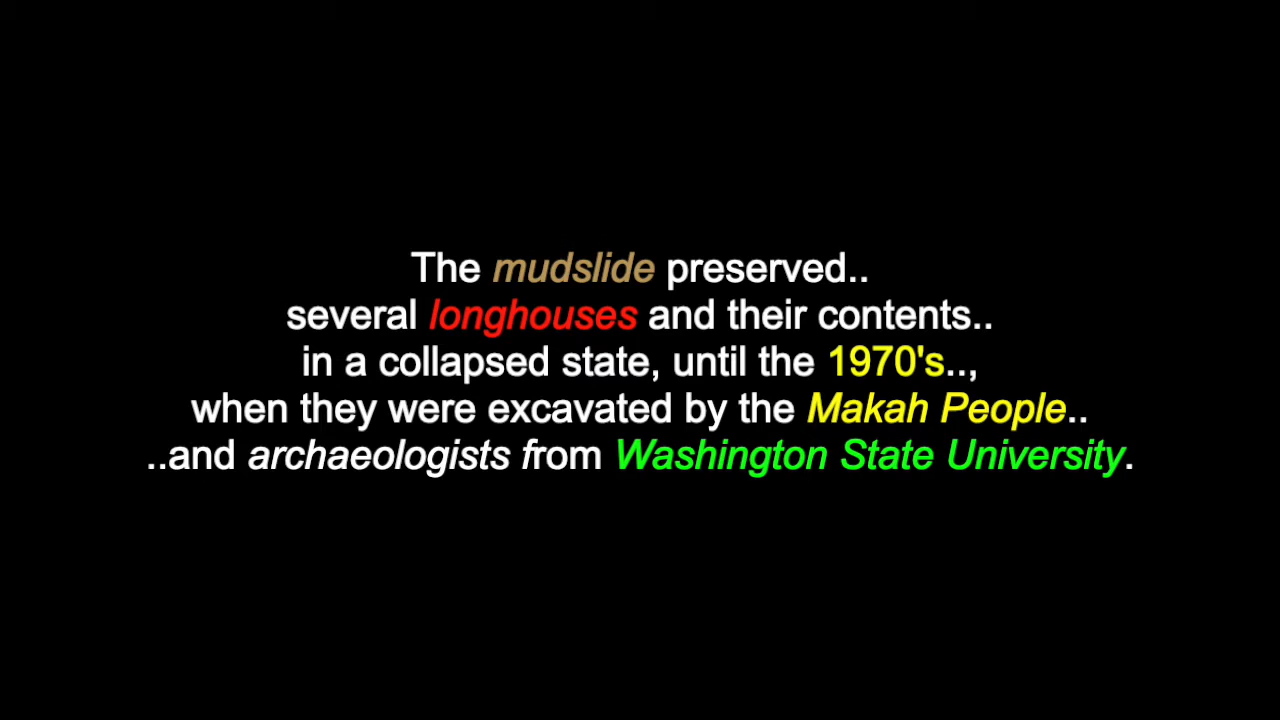 The mudslide preserved..
several longhouses and their contents..
in a collapsed state, until the 1970's..,
when they were excavated by the Makah People..
..and archaeologists from Washington State University.